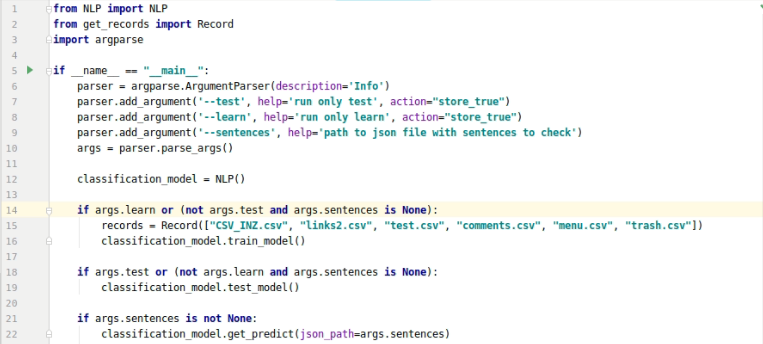 1 from NLP import NLP
2 from get_records import Record
3 import argparse
4
5 if __name__ == "__main__":
6     parser = argparse.ArgumentParser(description='Info')
7     parser.add_argument('--test', help='run only test', action="store_true")
8     parser.add_argument('--learn', help='run only learn', action="store_true")
9     parser.add_argument('--sentences', help='path to json file with sentences to check')
10     args = parser.parse_args()
11
12     classification_model = NLP()
13
14     if args.learn or (not args.test and args.sentences is None):
15         records = Record(["CSV_INZ.csv", "links2.csv", "test.csv", "comments.csv", "menu.csv", "trash.csv"])
16         classification_model.train_model()
17
18     if args.test or (not args.learn and args.sentences is None):
19         classification_model.test_model()
20
21     if args.sentences is not None:
22         classification_model.get_predict(json_path=args.sentences)